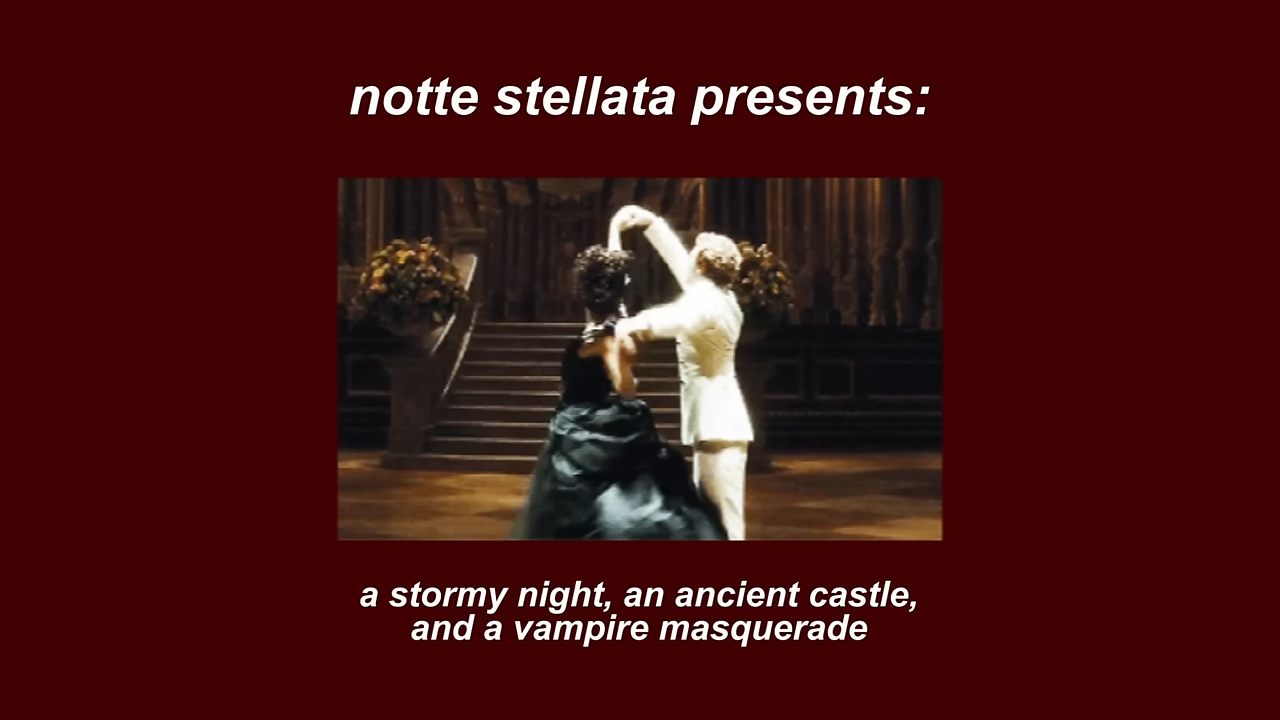 notte stellata presents:
a stormy night, an ancient castle,
and a vampire masquerade